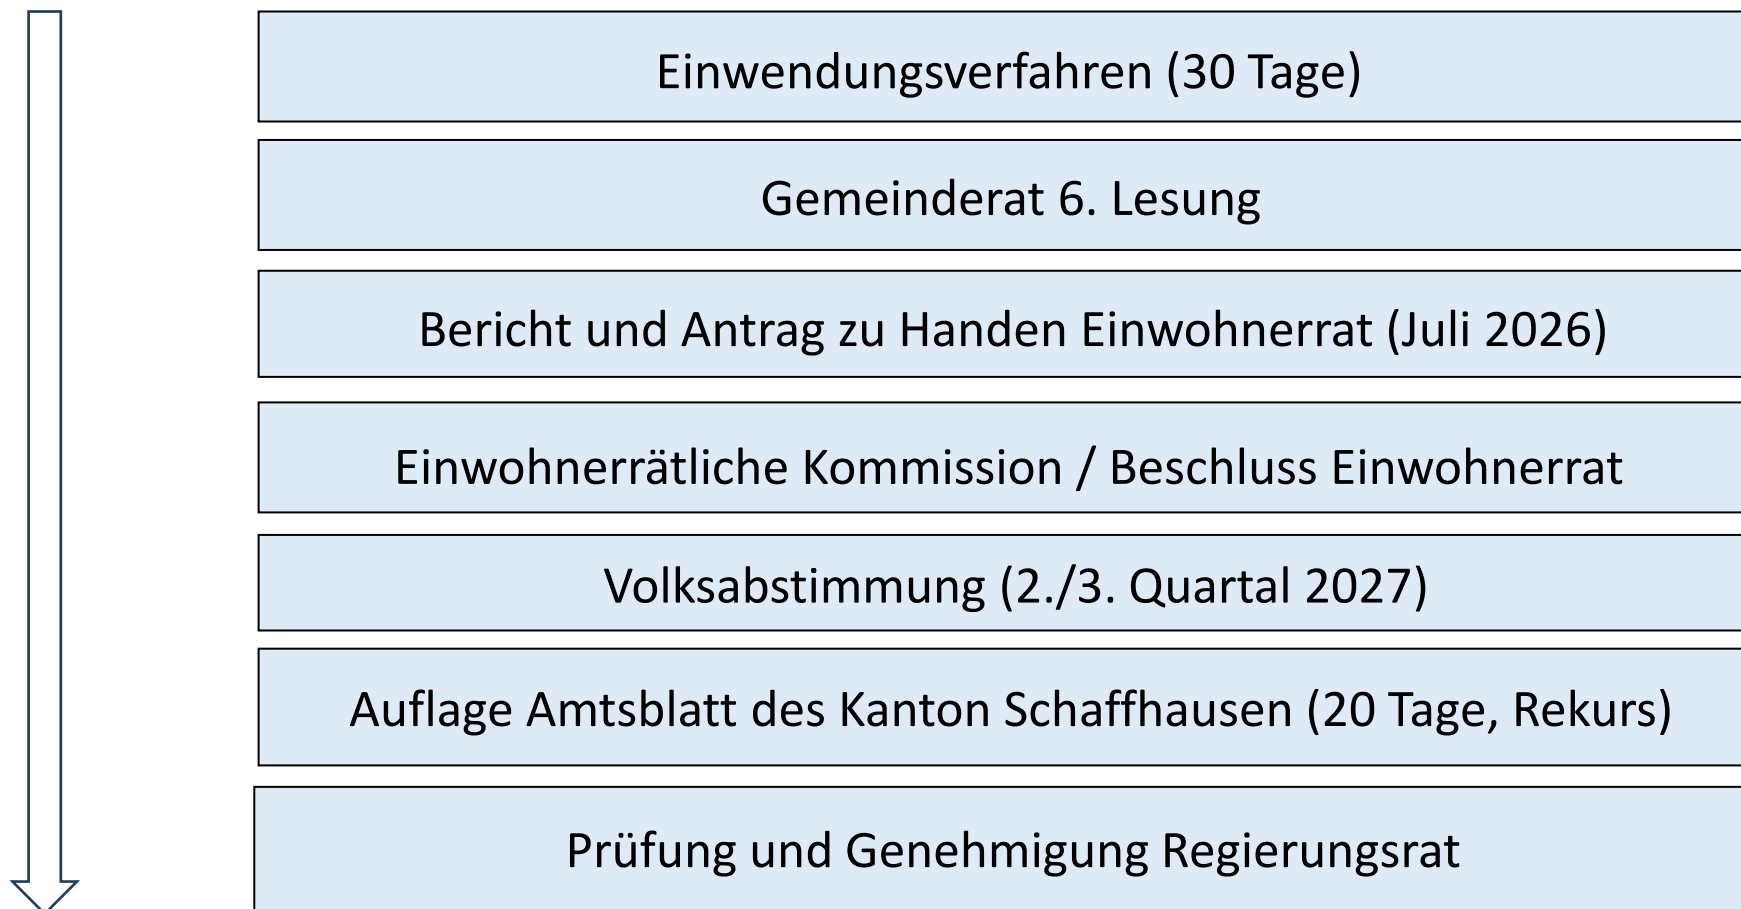 Einwendungsverfahren (30 Tage)
Gemeinderat 6. Lesung
Bericht und Antrag zu Handen Einwohnerrat (Juli 2026)
Einwohnerrätliche Kommission / Beschluss Einwohnerrat
Volksabstimmung (2./3. Quartal 2027)
Auflage Amtsblatt des Kanton Schaffhausen (20 Tage, Rekurs)
Prüfung und Genehmigung Regierungsrat